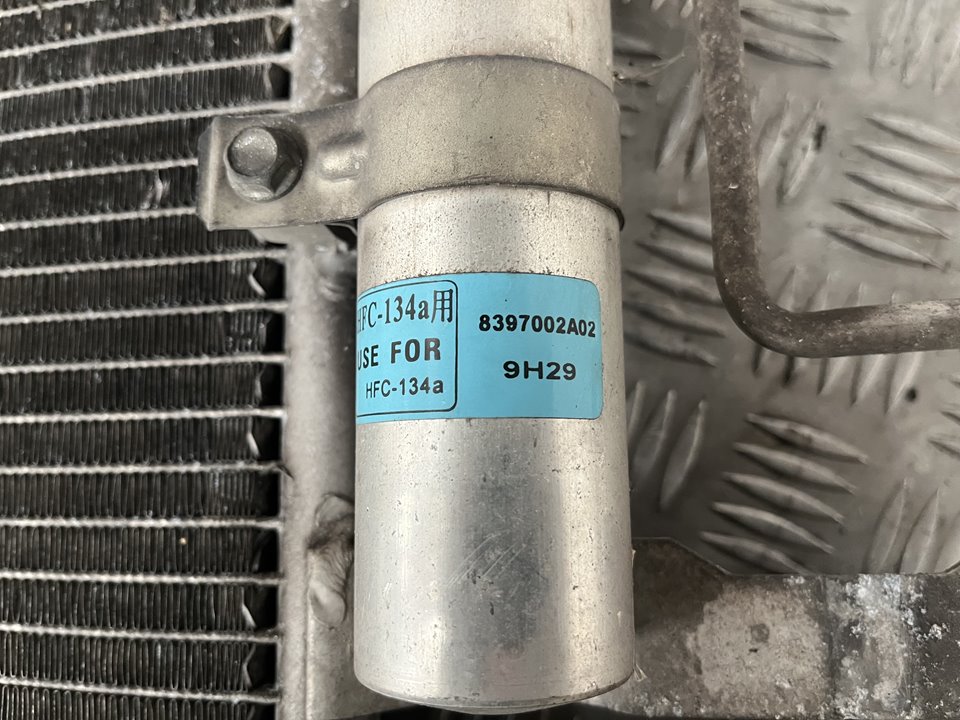 HFC-134a用
USE FOR
HFC-134a
8397002A02
9H29